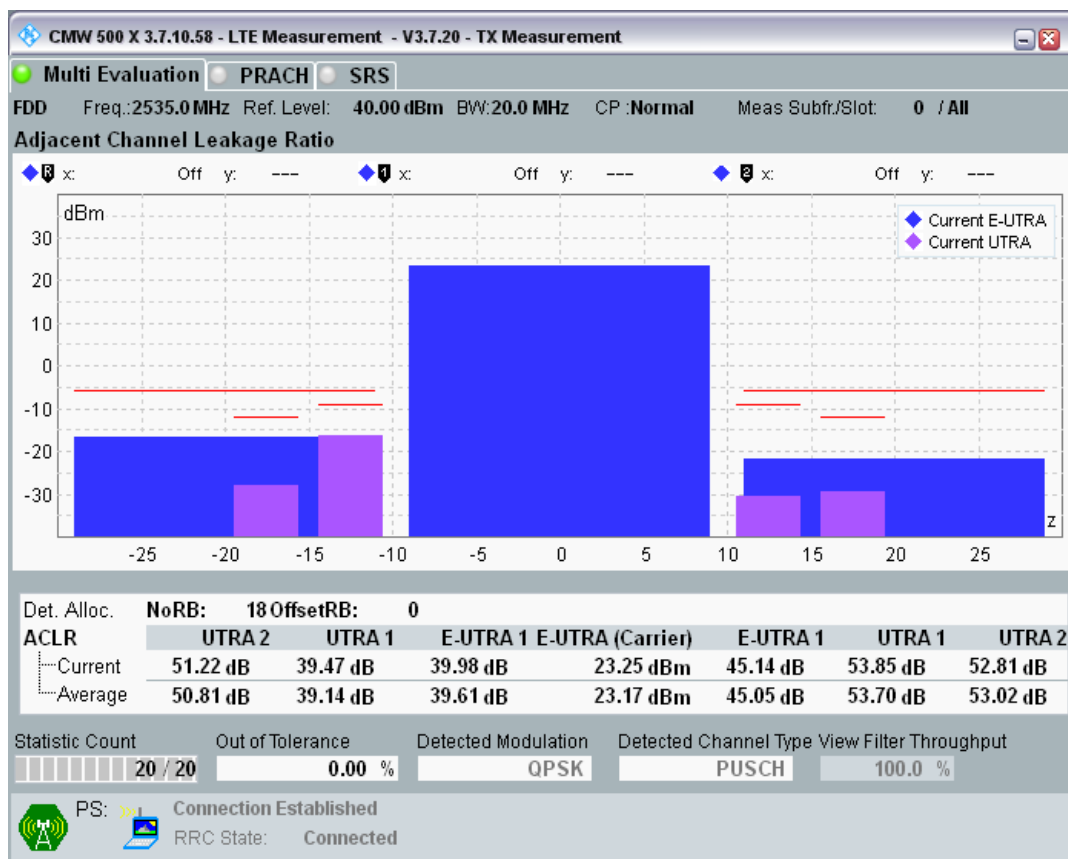 CMW 500 X 3.7.10.58 - LTE Measurement - V3.7.20 - TX Measurement
Multi Evaluation PRACH SRS
FDD Freq.:2535.0 MHz Ref. Level: 40.00 dBm BW:20.0 MHz CP :Normal Meas Subfr./Slot: 0 / All
Adjacent Channel Leakage Ratio
R x: Off y: --- 1 x: Off y: --- 2 x: Off y: ---
dBm
Current E-UTRA
Current UTRA
30
20
10
0
-10
-20
-30
z
-25 -20 -15 -10 -5 0 5 10 15 20 25
Det. Alloc. NoRB: 18 OffsetRB: 0
ACLR UTRA 2 UTRA 1 E-UTRA 1 E-UTRA (Carrier) E-UTRA 1 UTRA 1 UTRA 2
Current 51.22 dB 39.47 dB 39.98 dB 23.25 dBm 45.14 dB 53.85 dB 52.81 dB
Average 50.81 dB 39.14 dB 39.61 dB 23.17 dBm 45.05 dB 53.70 dB 53.02 dB
Statistic Count Out of Tolerance Detected Modulation Detected Channel Type View Filter Throughput
20 / 20 0.00 % QPSK PUSCH 100.0 %
PS: Connection Established
RRC State: Connected